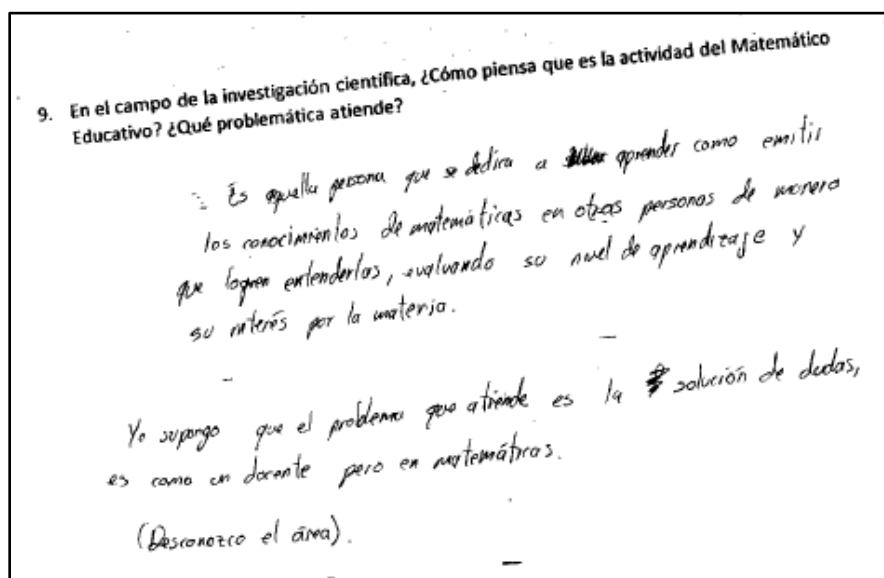 9. En el campo de la investigación científica, ¿Cómo piensa que es la actividad del Matemático
Educativo? ¿Qué problemática atiende?
Es aquella persona que se dedica a aprender como emitir
los conocimientos de matemáticas en otras personas de manera
que logren entenderlas, evaluando su nivel de aprendizaje y
su interés por la materia.
Yo supongo que el problema que atiende es la solución de dudas,
es como un docente pero en matemáticas.
(Desconozco el área).